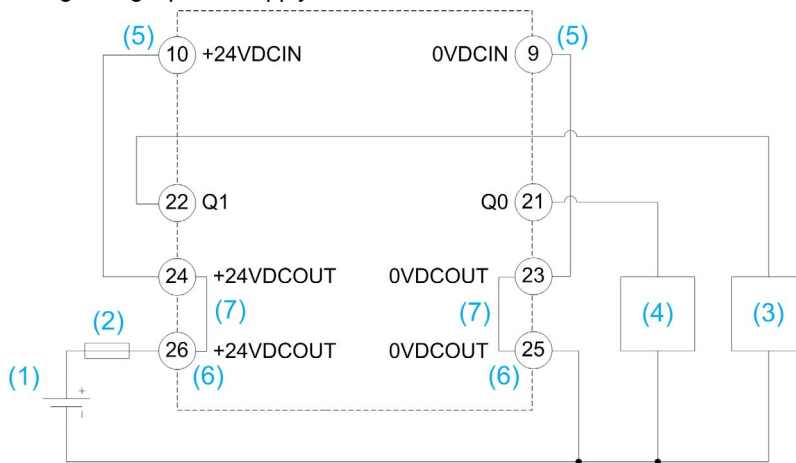 (5) 10 +24VDCIN 0VDCIN 9 (5)
22 Q1 Q0 21
24 +24VDCOUT 0VDCOUT 23
(7) (7) (4) (3)
(2)
26 +24VDCOUT 0VDCOUT 25
(1) + (6) (6)
-